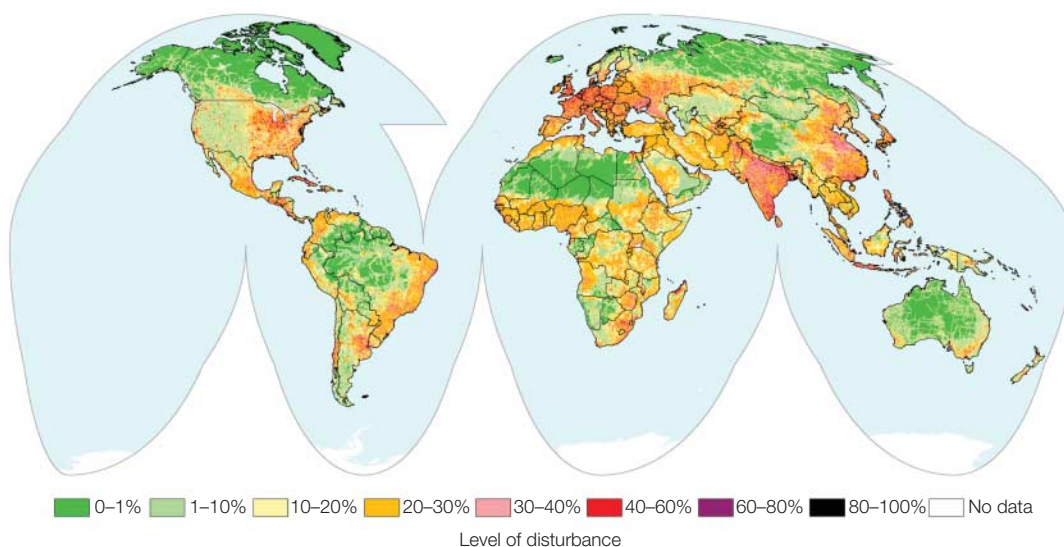 0–1% 1–10% 10–20% 20–30% 30–40% 40–60% 60–80% 80–100% No data
Level of disturbance